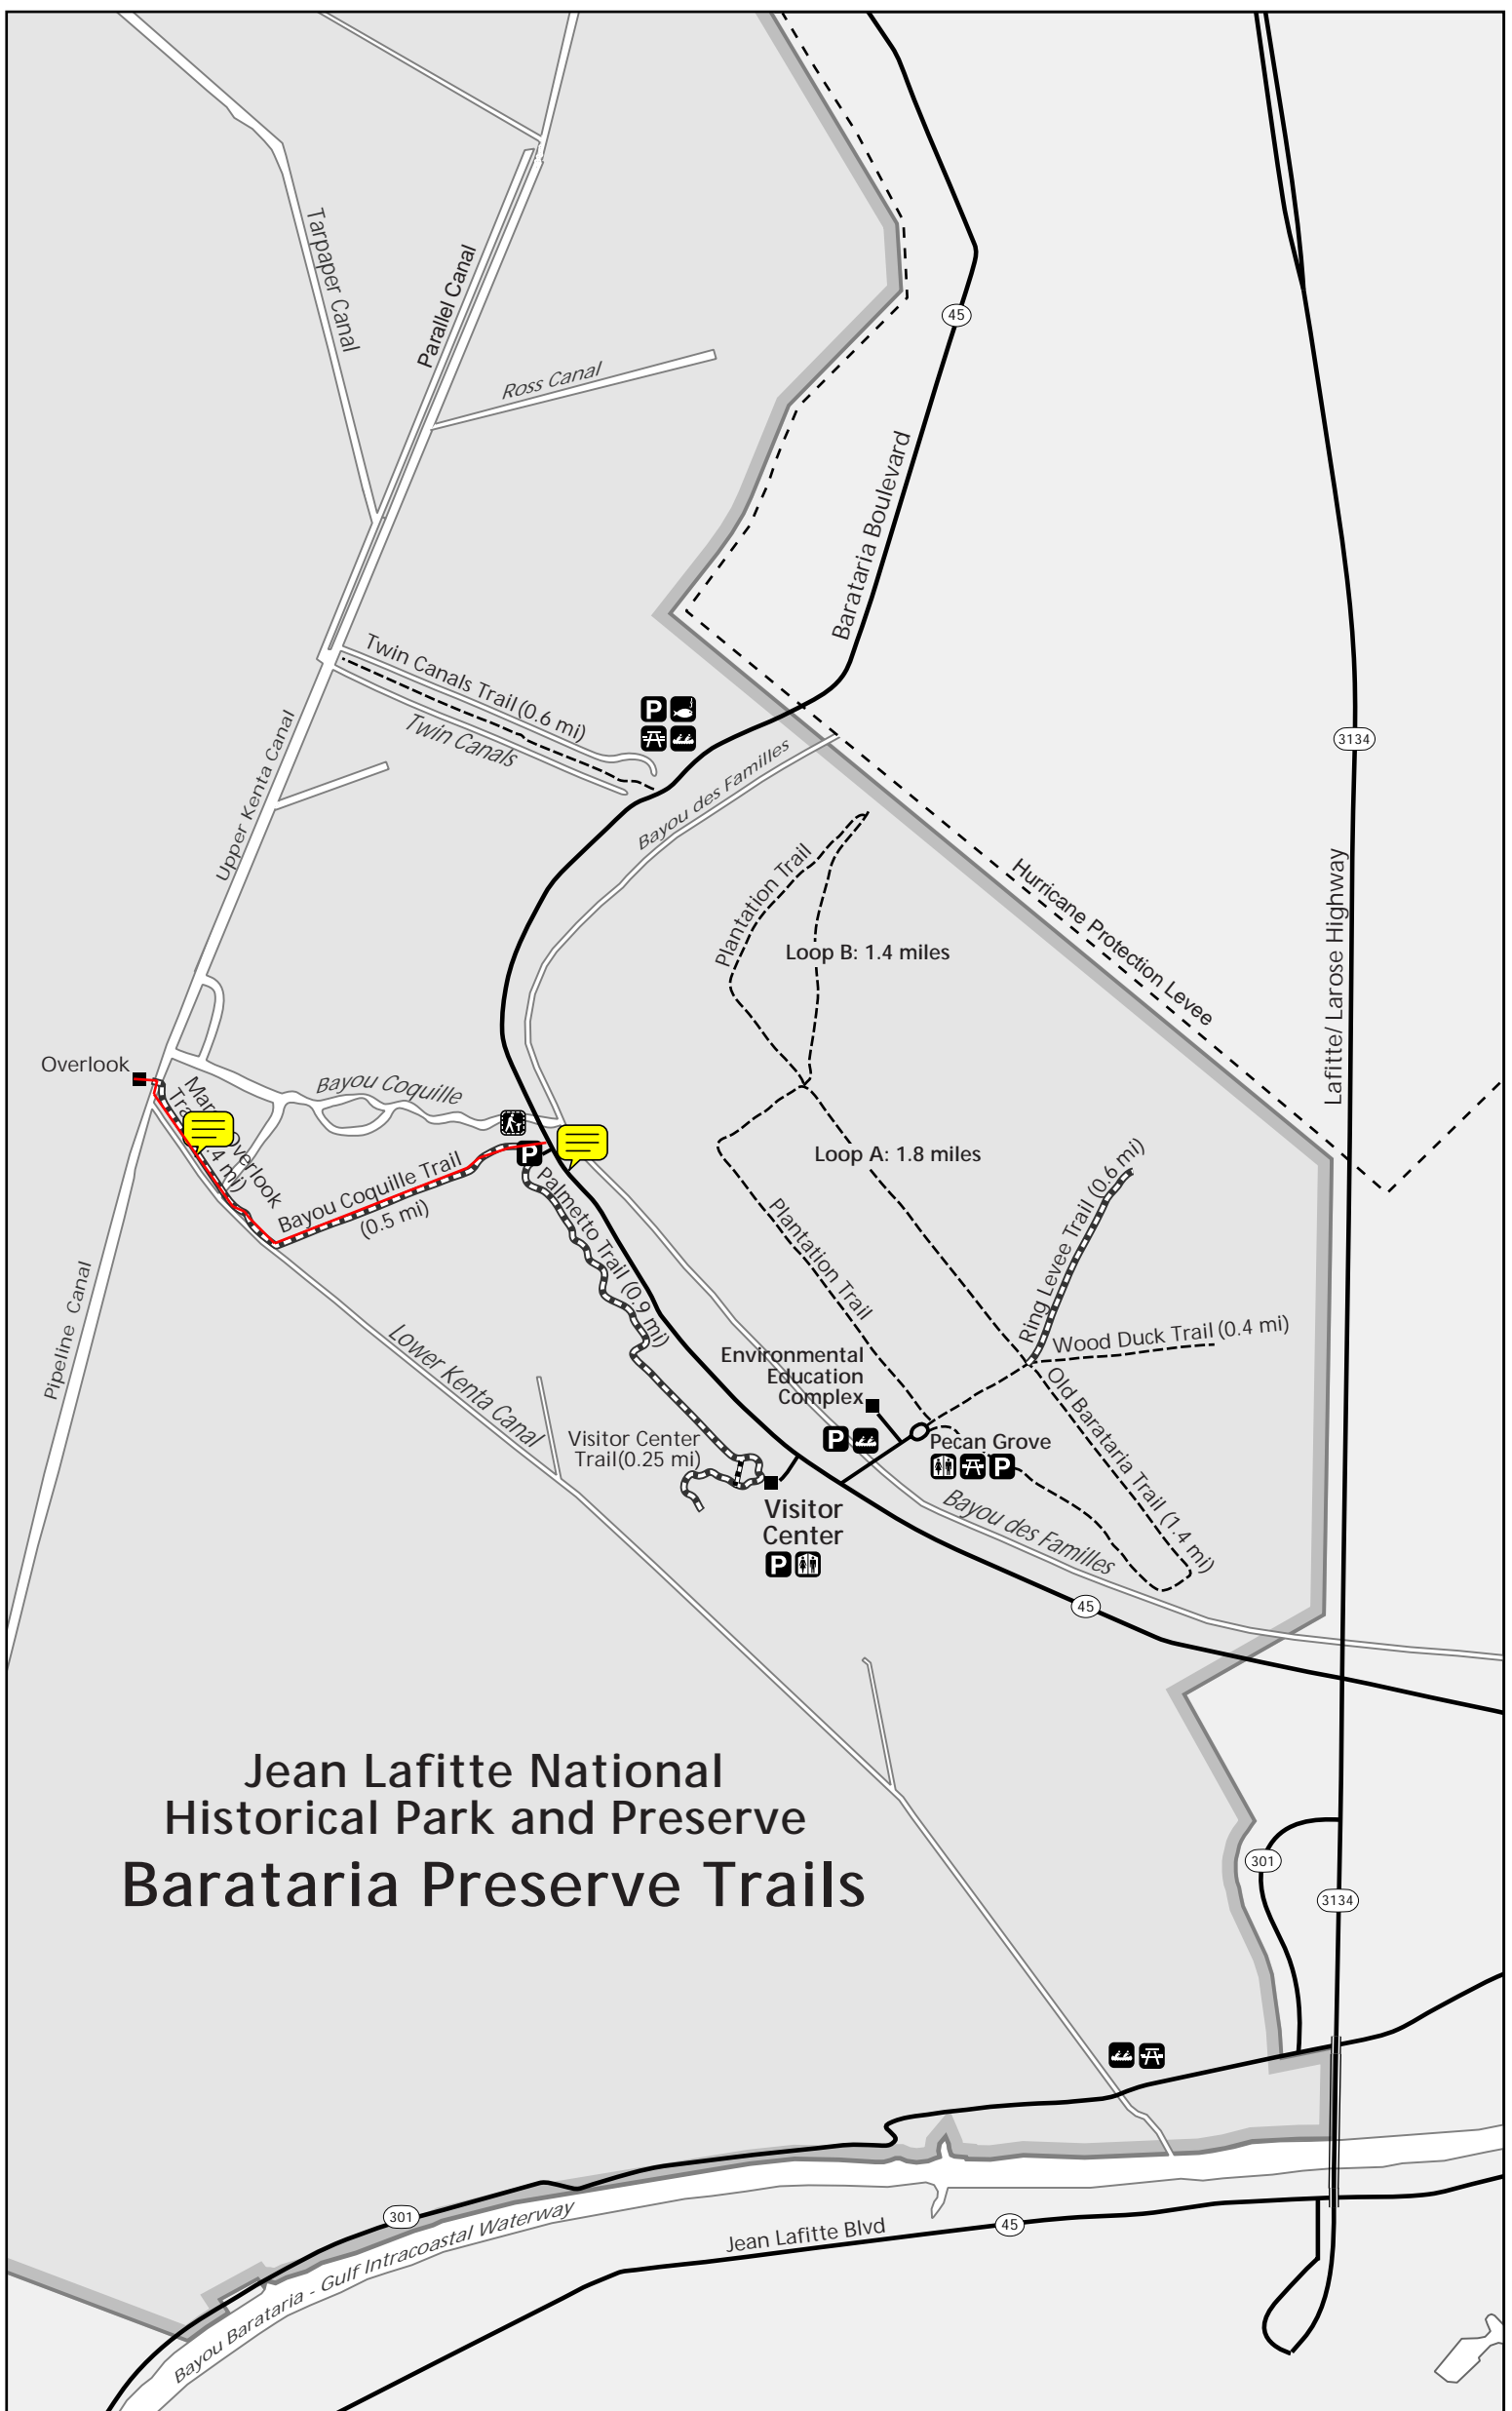 45
Tarpaper Canal
Parallel Canal
Ross Canal
Barataria Boulevard
Twin Canals Trail (0.6 mi)
Twin Canals
P
3134
Upper Kenta Canal
Bayou des Familles
Plantation Trail
Loop B: 1.4 miles
Hurricane Protection Levee
Lafitte/ Larose Highway
Overlook
Bayou Coquille
P
Bayou Coquille Trail
(0.5 mi)
Palmetto Trail (0.9 mi)
Loop A: 1.8 miles
Plantation Trail
Ring Levee Trail (0.6 mi)
Wood Duck Trail (0.4 mi)
Old Barataria Trail (1.4 mi)
Pipeline Canal
Lower Kenta Canal
Environmental
Education
Complex
P
Pecan Grove
P
Visitor Center
Trail(0.25 mi)
Visitor
Center
P
Bayou des Familles
45
Jean Lafitte National
Historical Park and Preserve
Barataria Preserve Trails
301
3134
301
Bayou Barataria - Gulf Intracoastal Waterway
Jean Lafitte Blvd
45